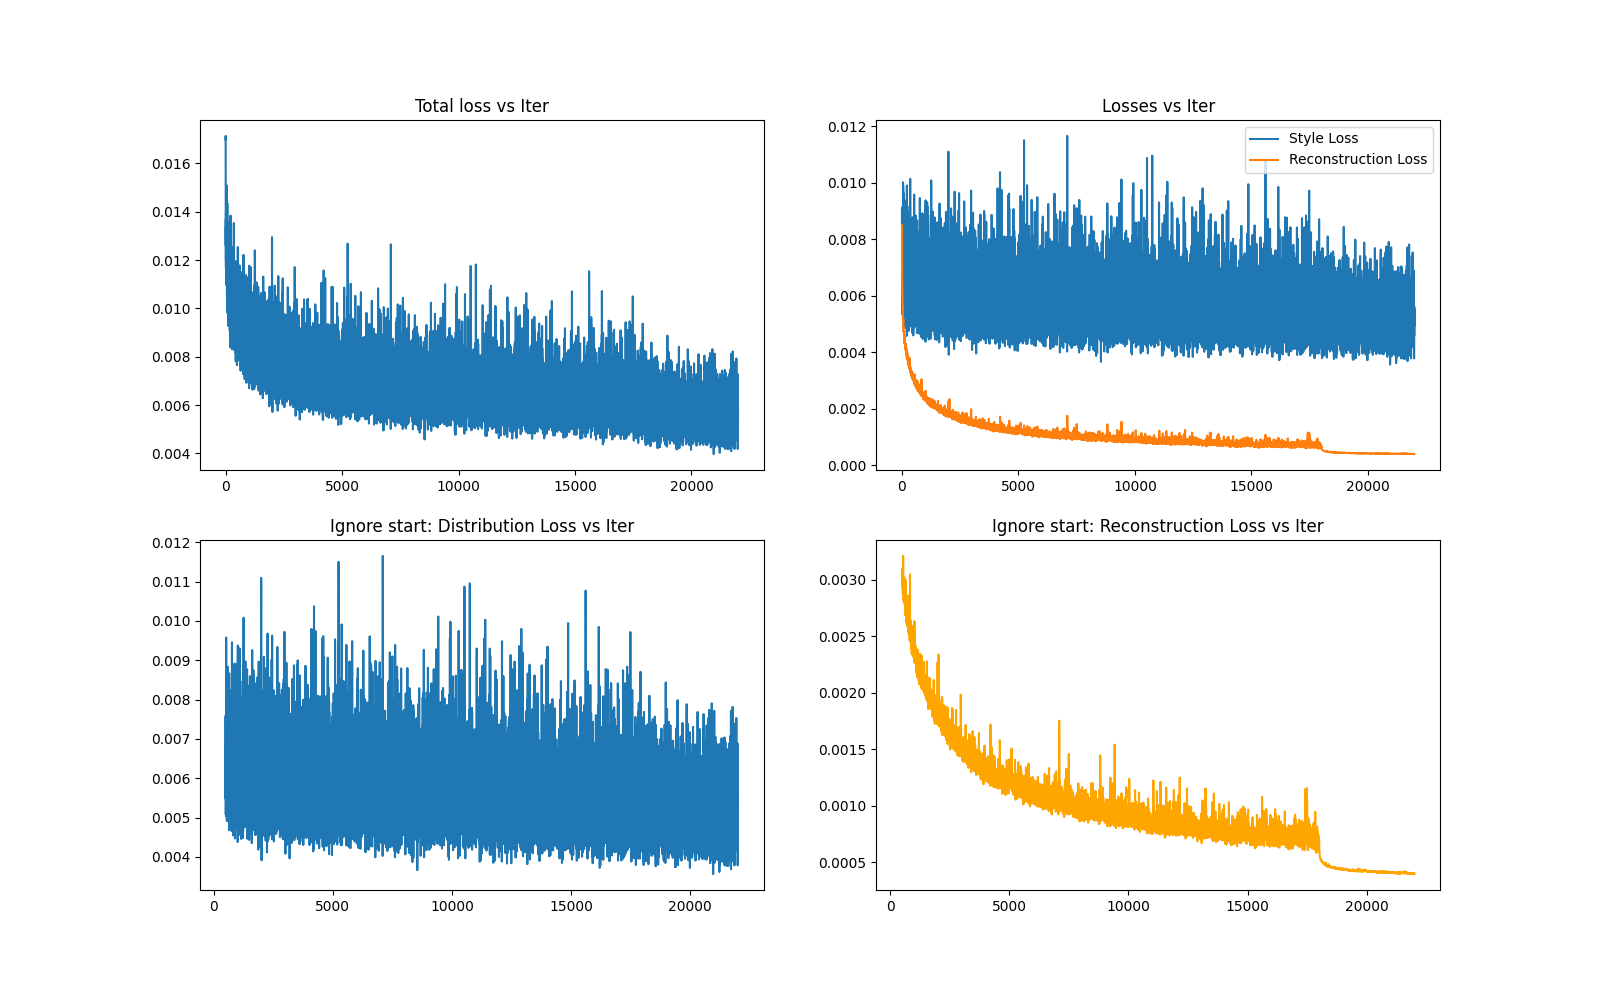 Total loss vs Iter
0.016
0.014
0.012
0.010
0.008
0.006
0.004
0 5000 10000 15000 20000
Losses vs Iter
Style Loss
Reconstruction Loss
0.012
0.010
0.008
0.006
0.004
0.002
0.000
0 5000 10000 15000 20000
Ignore start: Distribution Loss vs Iter
0.012
0.011
0.010
0.009
0.008
0.007
0.006
0.005
0.004
0 5000 10000 15000 20000
Ignore start: Reconstruction Loss vs Iter
0.0030
0.0025
0.0020
0.0015
0.0010
0.0005
0 5000 10000 15000 20000